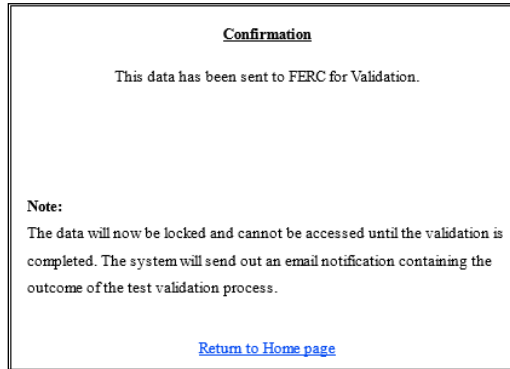 Confirmation
This data has been sent to FERC for Validation.
Note:
The data will now be locked and cannot be accessed until the validation is
completed. The system will send out an email notification containing the
outcome of the test validation process.
Return to Home page